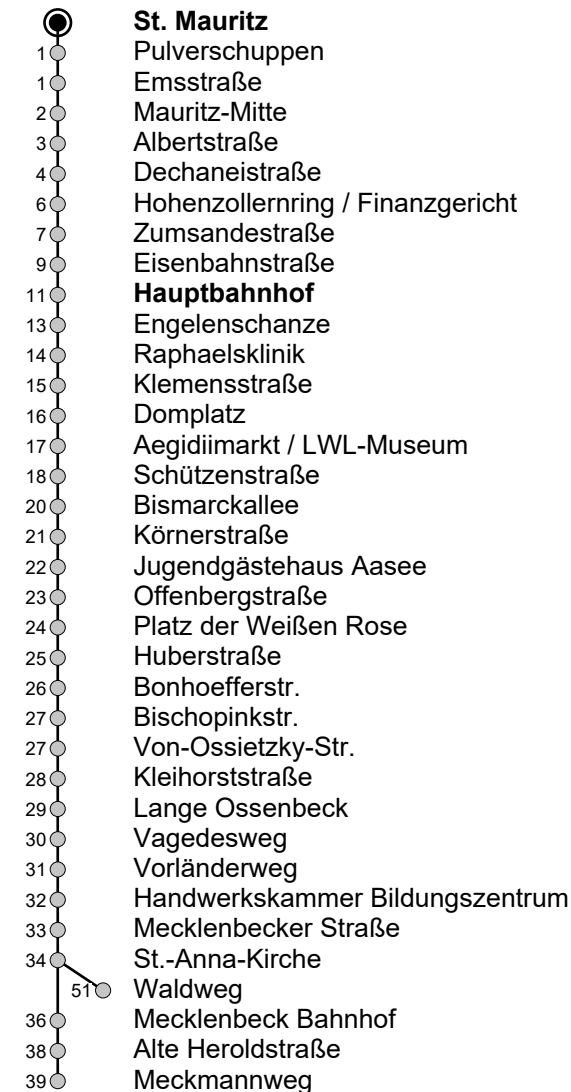 St. Mauritz
1 Pulverschuppen
1 Emsstraße
2 Mauritz-Mitte
3 Albertstraße
4 Dechaneistraße
6 Hohenzollernring / Finanzgericht
7 Zumsandestraße
9 Eisenbahnstraße
11 Hauptbahnhof
13 Engelenschanze
14 Raphaelsklinik
15 Klemensstraße
16 Domplatz
17 Aegidiimarkt / LWL-Museum
18 Schützenstraße
20 Bismarckallee
21 Körnerstraße
22 Jugendgästehaus Aasee
23 Offenbergstraße
24 Platz der Weißen Rose
25 Huberstraße
26 Bonhoefferstr.
27 Bischopinkstr.
27 Von-Ossietzky-Str.
28 Kleihorststraße
29 Lange Ossenbeck
30 Vagedesweg
31 Vorländerweg
32 Handwerkskammer Bildungszentrum
33 Mecklenbecker Straße
34 St.-Anna-Kirche
51 Waldweg
36 Mecklenbeck Bahnhof
38 Alte Heroldstraße
39 Meckmannweg